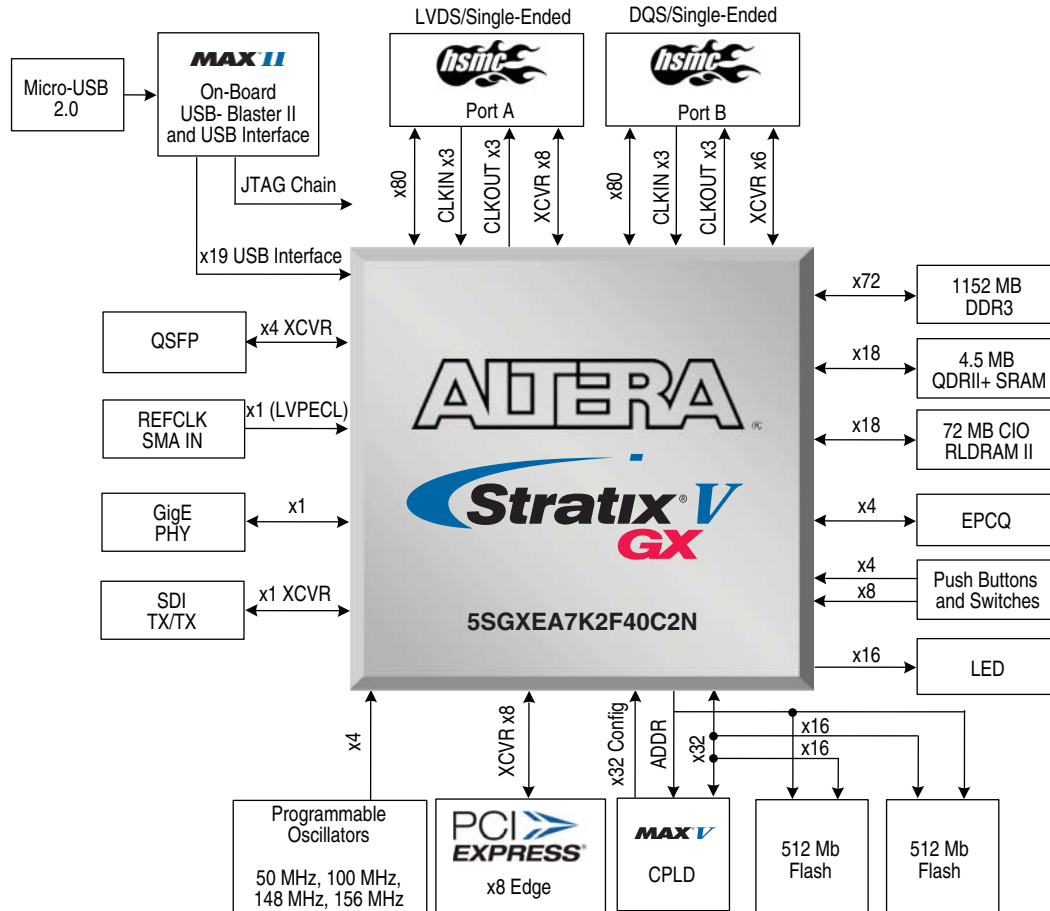 LVDS/Single-Ended
DQS/Single-Ended
hsmc
Port A
hsmc
Port B
Micro-USB
2.0
MAX II
On-Board
USB- Blaster II
and USB Interface
JTAG Chain
x19 USB Interface
x80
CLKIN x3
CLKOUT x3
XCVR x8
x80
CLKIN x3
CLKOUT x3
XCVR x6
QSFP
x4 XCVR
REFCLK
SMA IN
x1 (LVPECL)
GigE
PHY
x1
SDI
TX/TX
x1 XCVR
ALTERA®
Stratix® V
GX
5SGXEA7K2F40C2N
x72
1152 MB
DDR3
x18
4.5 MB
QDRII+ SRAM
x18
72 MB CIO
RLDRAM II
x4
EPCQ
x4
x8
Push Buttons
and Switches
x16
LED
x4
XCVR x8
x32 Config
ADDR
x32
x16
x16
Programmable
Oscillators
50 MHz, 100 MHz,
148 MHz, 156 MHz
PCI
EXPRESS®
x8 Edge
MAX V
CPLD
512 Mb
Flash
512 Mb
Flash